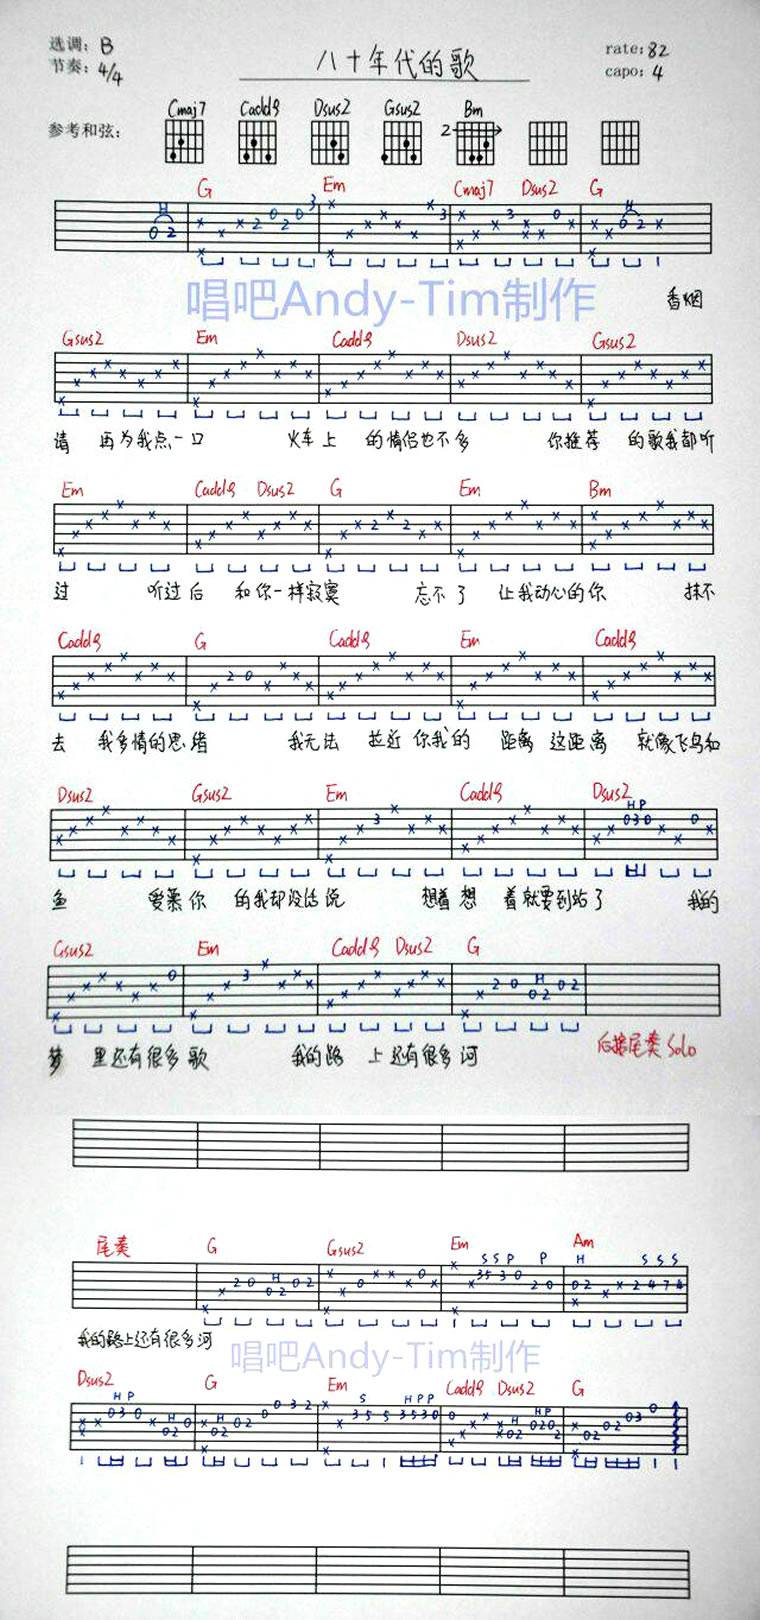 选调: B
八十年代的歌
rate: 82
节奏: 4/4
capo: 4
参考和弦:
Cmaj7 Cadd9 Dsus2 Gsus2 Bm
2
G Em Cmaj7 Dsus2 G
唱吧Andy-Tim制作
香烟
Gsus2 Em Cadd9 Dsus2 Gsus2
请 再为我点一口 火车上 的情侣也不多 你推荐 的歌我都听
Em Cadd9 Dsus2 G Em Bm
过 听过后 和你一样寂寞 忘不了 让我动心的你 抹不
Cadd9 G Cadd9 Em Cadd9
去 我多情的思绪 我无法 拉近你我的 距离 这距离 就像飞鸟和
Dsus2 Gsus2 Em Cadd9 Dsus2
鱼 爱慕你 的我却没法说 想着想 着就要到站了 我的
Gsus2 Em Cadd9 Dsus2 G
梦 里还有很多歌 我的路 上还有很多河
后接尾奏Solo
尾奏 G Gsus2 Em Am
我的路上还有很多河
唱吧Andy-Tim制作
Dsus2 G Em Cadd9 Dsus2 G